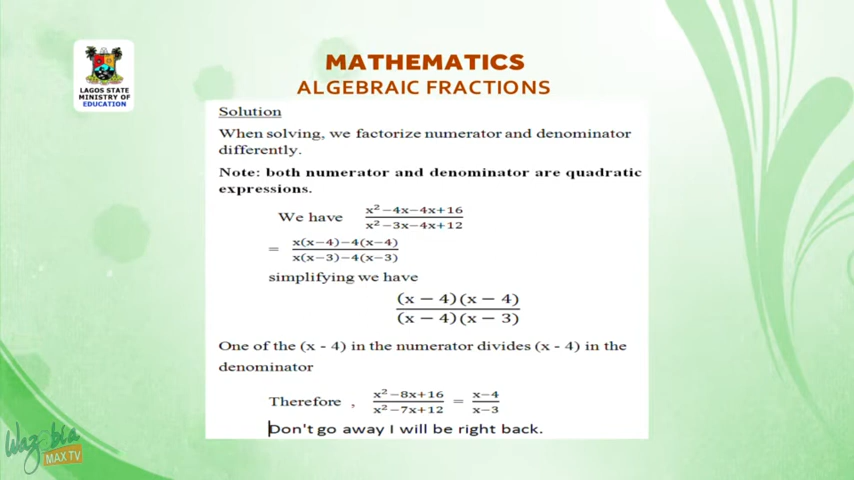 MATHEMATICS
ALGEBRAIC FRACTIONS
LAGOS STATE
MINISTRY OF
EDUCATION
Solution
When solving, we factorize numerator and denominator
differently.
Note: both numerator and denominator are quadratic
expressions.
We have (x²−4x−4x+16)/(x²−3x−4x+12)
= (x(x−4)−4(x−4))/(x(x−3)−4(x−3))
simplifying we have
(x − 4)(x − 4)
(x − 4)(x − 3)
One of the (x - 4) in the numerator divides (x - 4) in the
denominator
Therefore , (x²−8x+16)/(x²−7x+12) = (x−4)/(x−3)
Don't go away I will be right back.
Wazobia
MAX TV